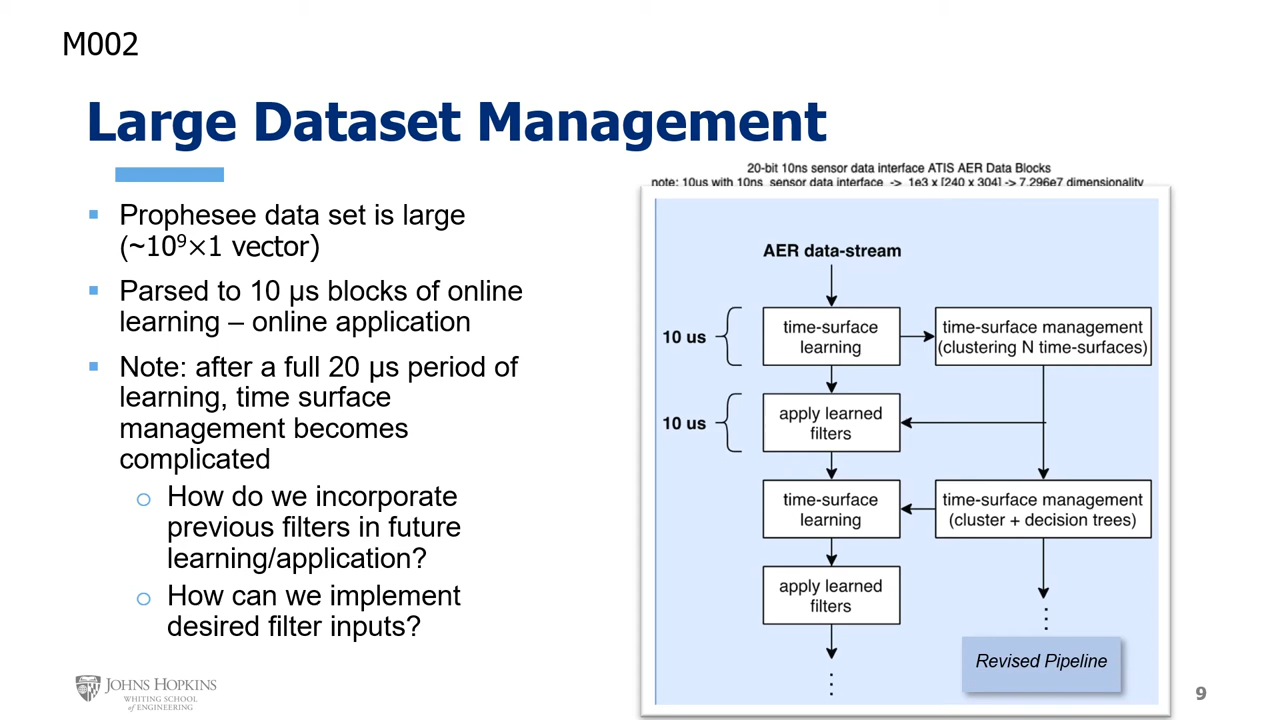 M002
Large Dataset Management
20-bit 10ns sensor data interface ATIS AER Data Blocks
note: 10us with 10ns sensor data interface -> 1e3 x [240 x 304] -> 7.296e7 dimensionality
▪ Prophesee data set is large
(~10⁹×1 vector)
▪ Parsed to 10 µs blocks of online
learning – online application
▪ Note: after a full 20 µs period of
learning, time surface
management becomes
complicated
o How do we incorporate
previous filters in future
learning/application?
o How can we implement
desired filter inputs?
AER data-stream
10 us
time-surface
learning
time-surface management
(clustering N time-surfaces)
10 us
apply learned
filters
time-surface
learning
time-surface management
(cluster + decision trees)
apply learned
filters
Revised Pipeline
JOHNS HOPKINS
WHITING SCHOOL
of ENGINEERING
9